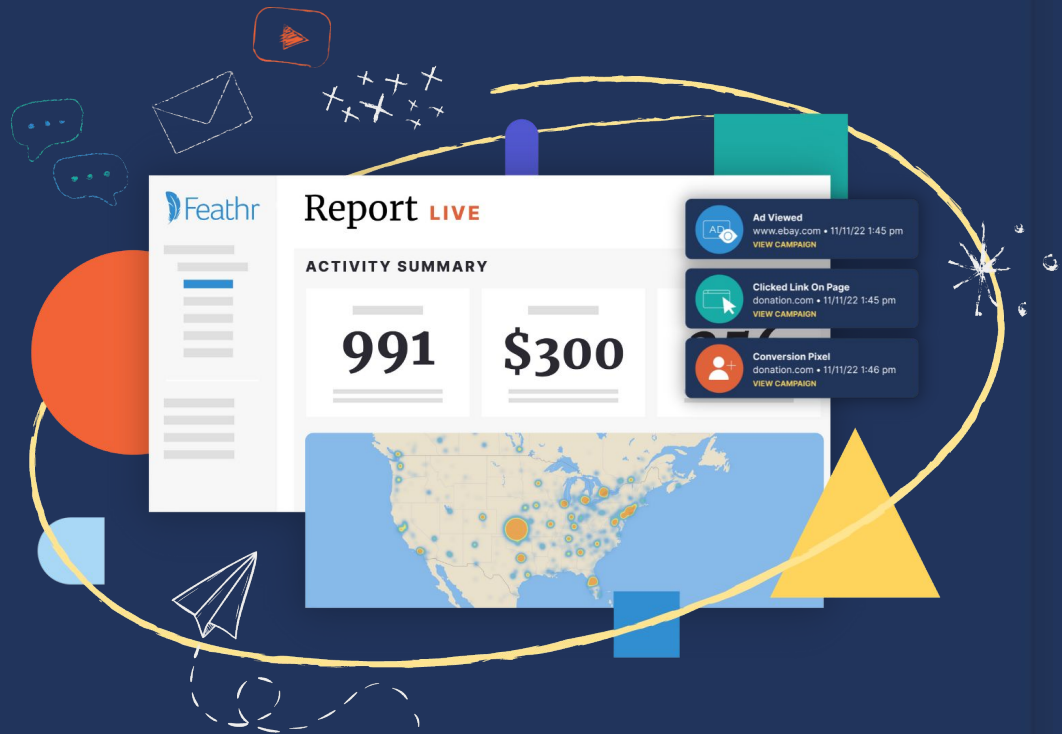 Feathr
Report LIVE
ACTIVITY SUMMARY
991
$300
AD
Ad Viewed
www.ebay.com • 11/11/22 1:45 pm
VIEW CAMPAIGN
Clicked Link On Page
donation.com • 11/11/22 1:45 pm
VIEW CAMPAIGN
Conversion Pixel
donation.com • 11/11/22 1:46 pm
VIEW CAMPAIGN